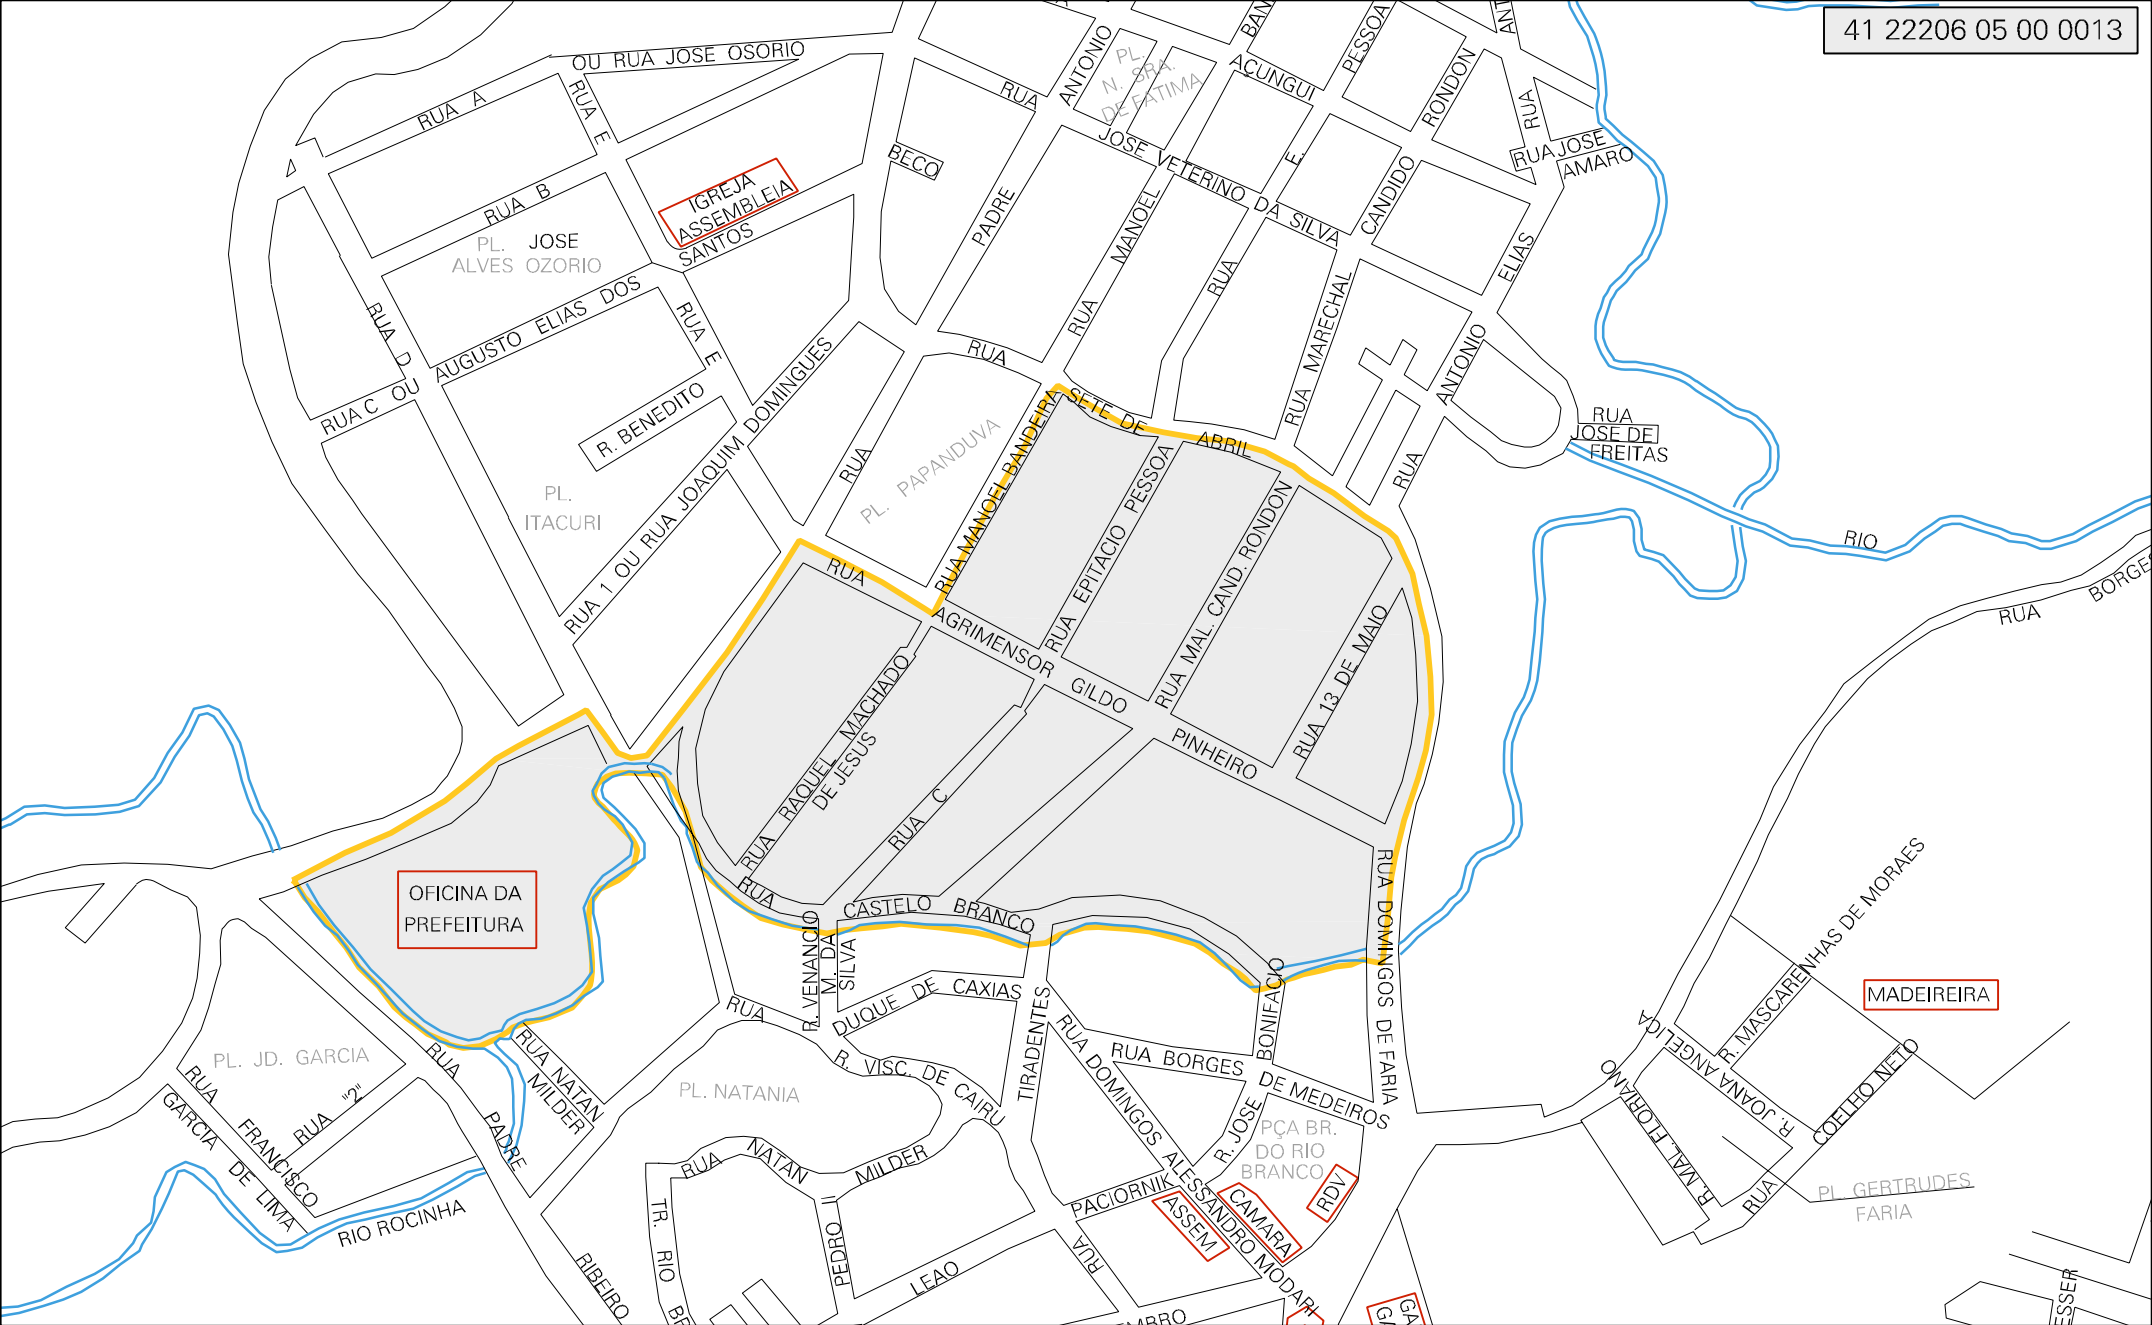 41 22206 05 00 0013
OU RUA JOSE OSORIO
RUA A
RUA E
RUA B
PL. JOSE
ALVES OZORIO
IGREJA
ASSEMBLEIA
SANTOS
RUA C OU AUGUSTO ELIAS DOS
RUA D
RUA E
R. BENEDITO
PL.
ITACURI
RUA 1 OU RUA JOAQUIM DOMINGUES
BECO
RUA
ANTONIO
PADRE
RUA
PL.
N. SRA.
DE FATIMA
AÇUNGUI
PESSOA
E.
RUA
RONDON
CANDIDO
RUA MARECHAL
JOSE VETERINO DA SILVA
MANOEL
RUA
RUA
RUA JOSE
AMARO
ELIAS
ANTONIO
RUA
RUA
JOSE DE
FREITAS
RIO
RUA BORGES
RUA SETE DE ABRIL
PL. PAPANDUVA
RUA MANOEL BANDEIRA
RUA EPITACIO PESSOA
RUA MAL. CAND. RONDON
RUA 13 DE MAIO
RUA AGRIMENSOR GILDO PINHEIRO
RUA RAQUEL MACHADO
DE JESUS
RUA C
RUA CASTELO BRANCO
RUA DOMINGOS DE FARIA
OFICINA DA
PREFEITURA
R. VENANCIO
M. DA
SILVA
DUQUE DE CAXIAS
RUA
R. VISC. DE CAIRU
TIRADENTES
RUA DOMINGOS ALESSANDRO MODARI
RUA BORGES DE MEDEIROS
R. JOSE BONIFACIO
PÇA BR.
DO RIO
BRANCO
RDV
CAMARA
ASSEM
PACIORNIK
RUA
LEAO
PEDRO II
RUA NATAN MILDER
PL. NATANIA
RUA NATAN
MILDER
TR. RIO
RUA PADRE
RIBEIRO
PL. JD. GARCIA
RUA "2"
RUA FRANCISCO
GARCIA DE LIMA
RIO ROCINHA
R. MASCARENHAS DE MORAES
MADEIREIRA
R. JOANA ANGELICA
R. MAL. FLORIANO
RUA COELHO NETO
PL. GERTRUDES
FARIA